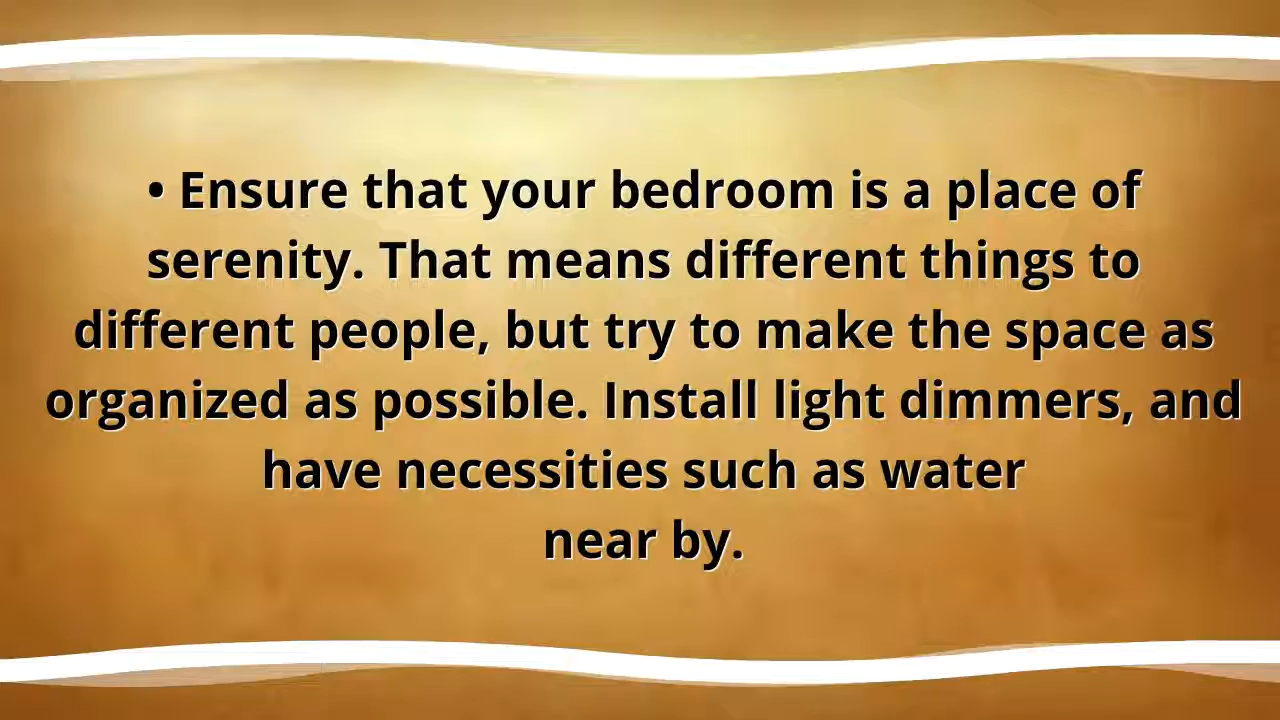 • Ensure that your bedroom is a place of
serenity. That means different things to
different people, but try to make the space as
organized as possible. Install light dimmers, and
have necessities such as water
near by.